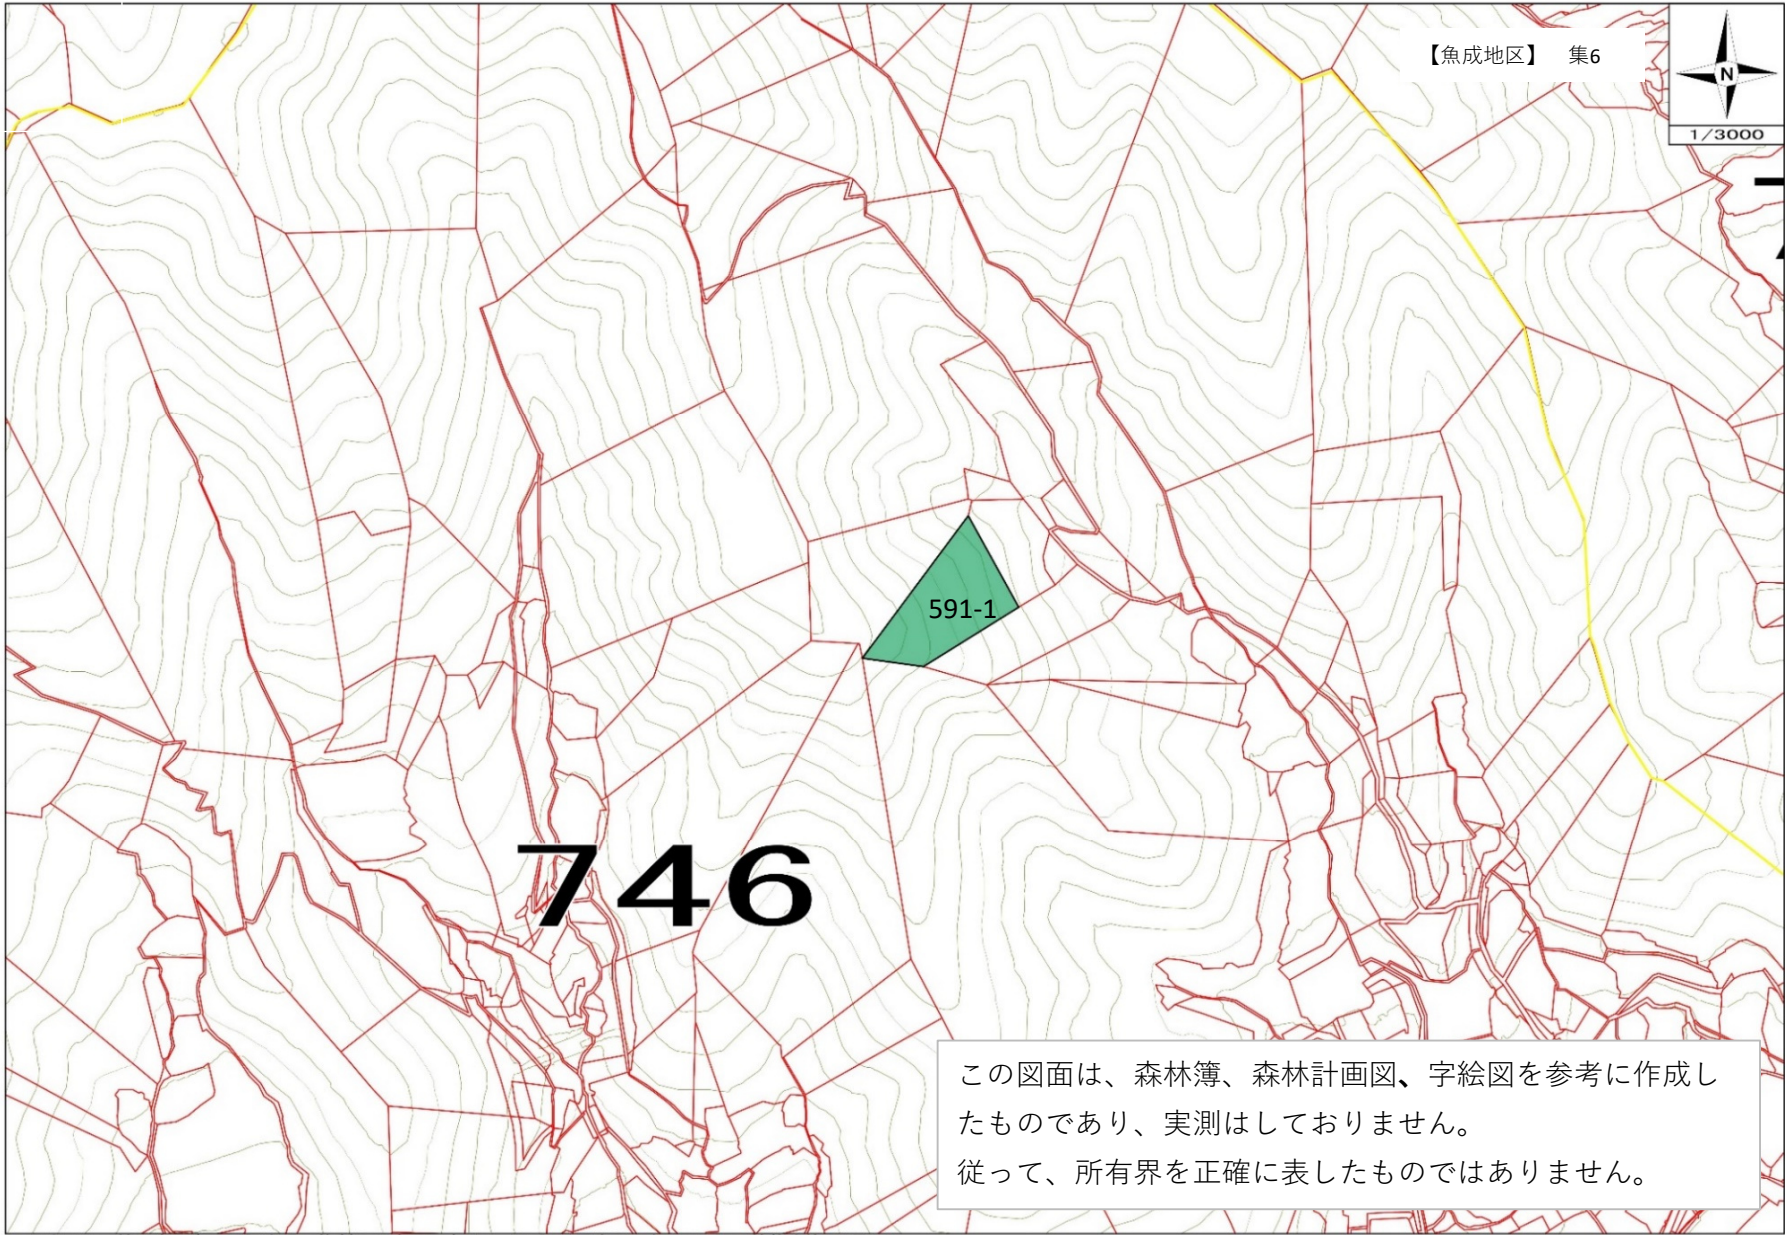 【魚成地区】 集6
N
1/3000
591-1
746
この図面は、森林簿、森林計画図、字絵図を参考に作成し
たものであり、実測はしておりません。
従って、所有界を正確に表したものではありません。